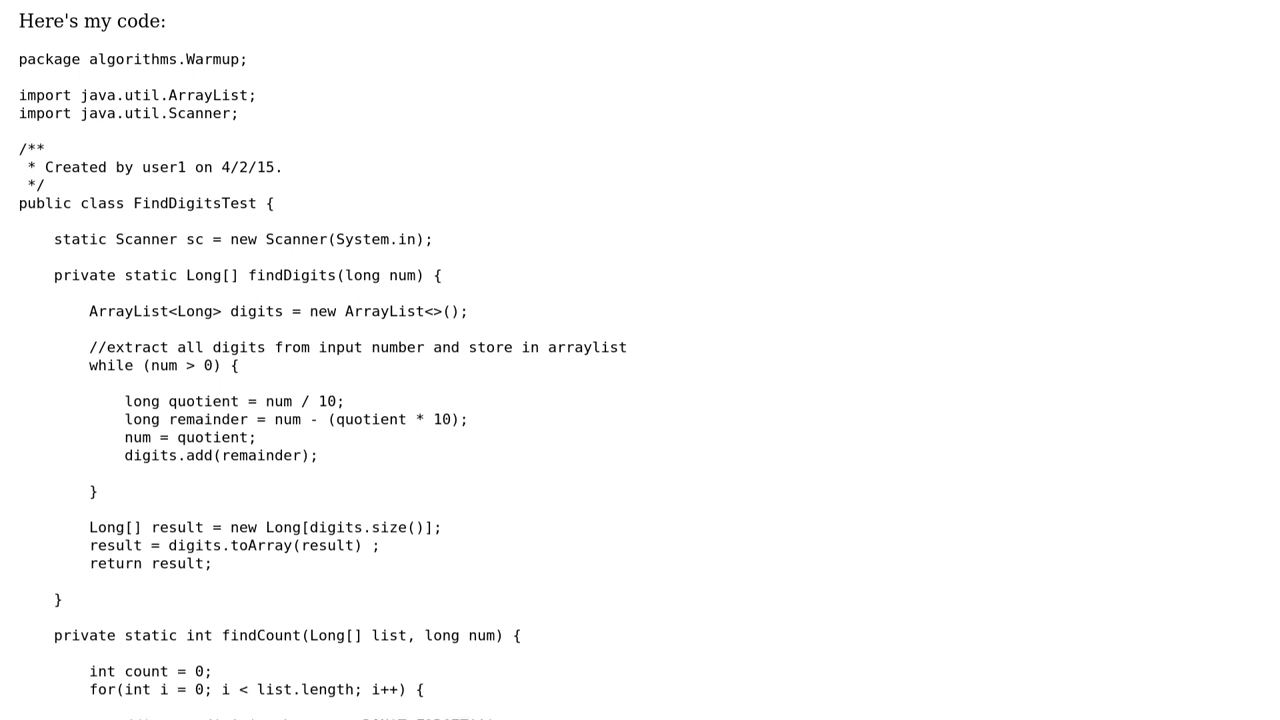 Here's my code:
package algorithms.Warmup;
import java.util.ArrayList;
import java.util.Scanner;
/**
 * Created by user1 on 4/2/15.
 */
public class FindDigitsTest {
    static Scanner sc = new Scanner(System.in);
    private static Long[] findDigits(long num) {
        ArrayList<Long> digits = new ArrayList<>();
        //extract all digits from input number and store in arraylist
        while (num > 0) {
            long quotient = num / 10;
            long remainder = num - (quotient * 10);
            num = quotient;
            digits.add(remainder);
        }
        Long[] result = new Long[digits.size()];
        result = digits.toArray(result) ;
        return result;
    }
    private static int findCount(Long[] list, long num) {
        int count = 0;
        for(int i = 0; i < list.length; i++) {